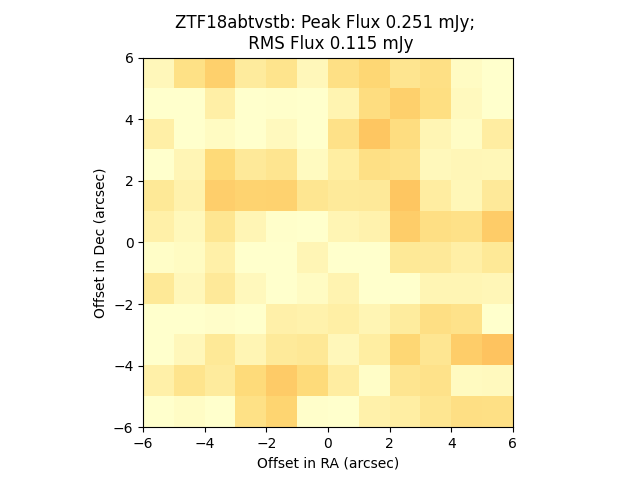 ZTF18abtvstb: Peak Flux 0.251 mJy;
RMS Flux 0.115 mJy
6
4
2
0
−2
−4
−6
Offset in Dec (arcsec)
−6 −4 −2 0 2 4 6
Offset in RA (arcsec)